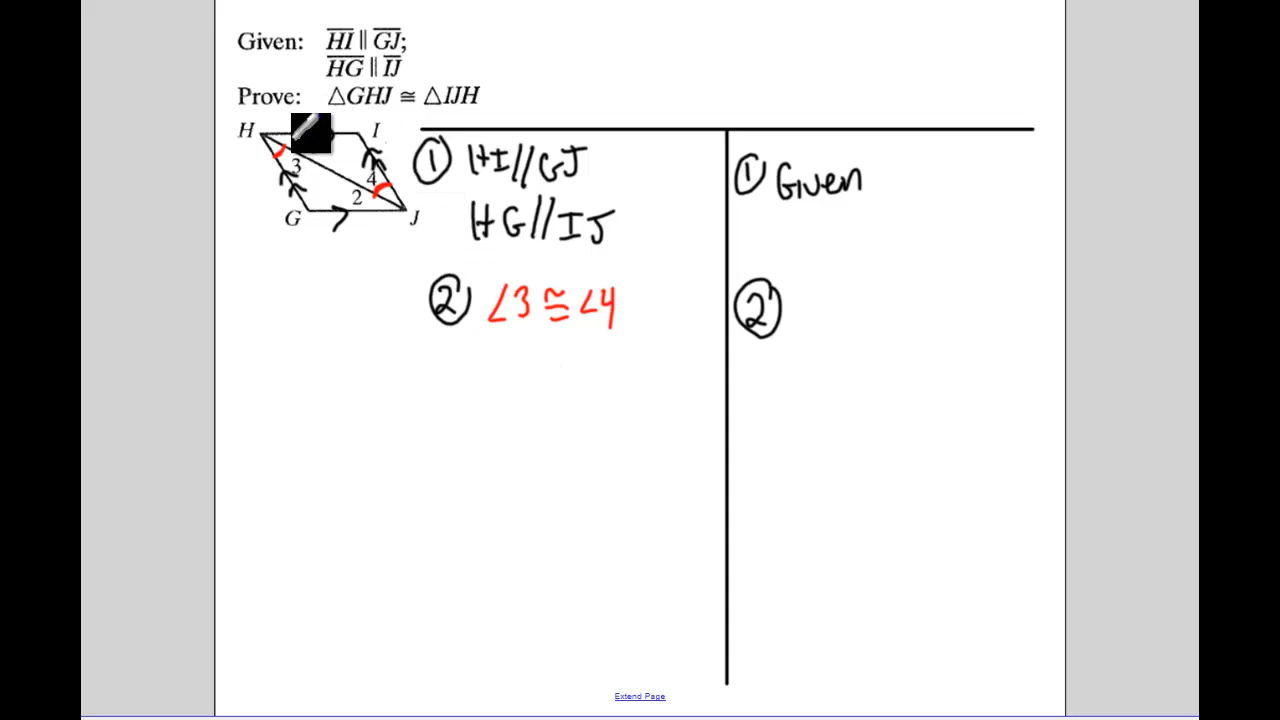 Given: HI || GJ;
HG || IJ
Prove: △GHJ ≅ △IJH
H I
3
4
2
G J
① HI//GJ
① Given
HG//IJ
② ∠3 ≅ ∠4
②
Extend Page